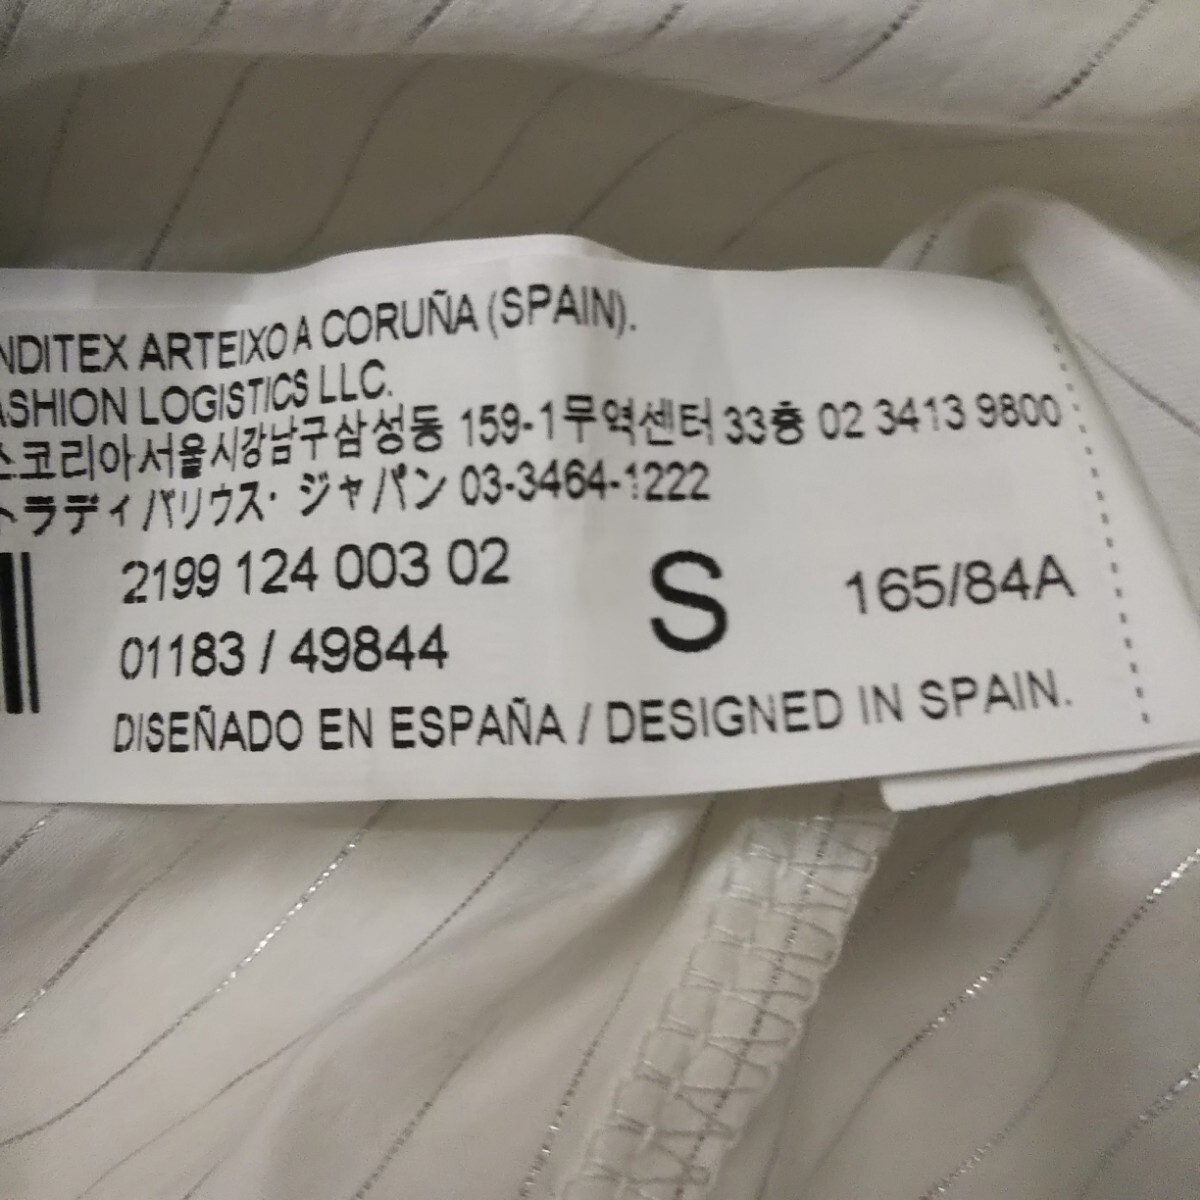 NDITEX ARTEIXO A CORUÑA (SPAIN).
ASHION LOGISTICS LLC.
스코리아서울시강남구삼성동 159-1무역센터 33층 02 3413 9800
トラディバリウス・ジャパン 03-3464-1222
2199 124 003 02
S
165/84A
01183 / 49844
DISEÑADO EN ESPAÑA / DESIGNED IN SPAIN.